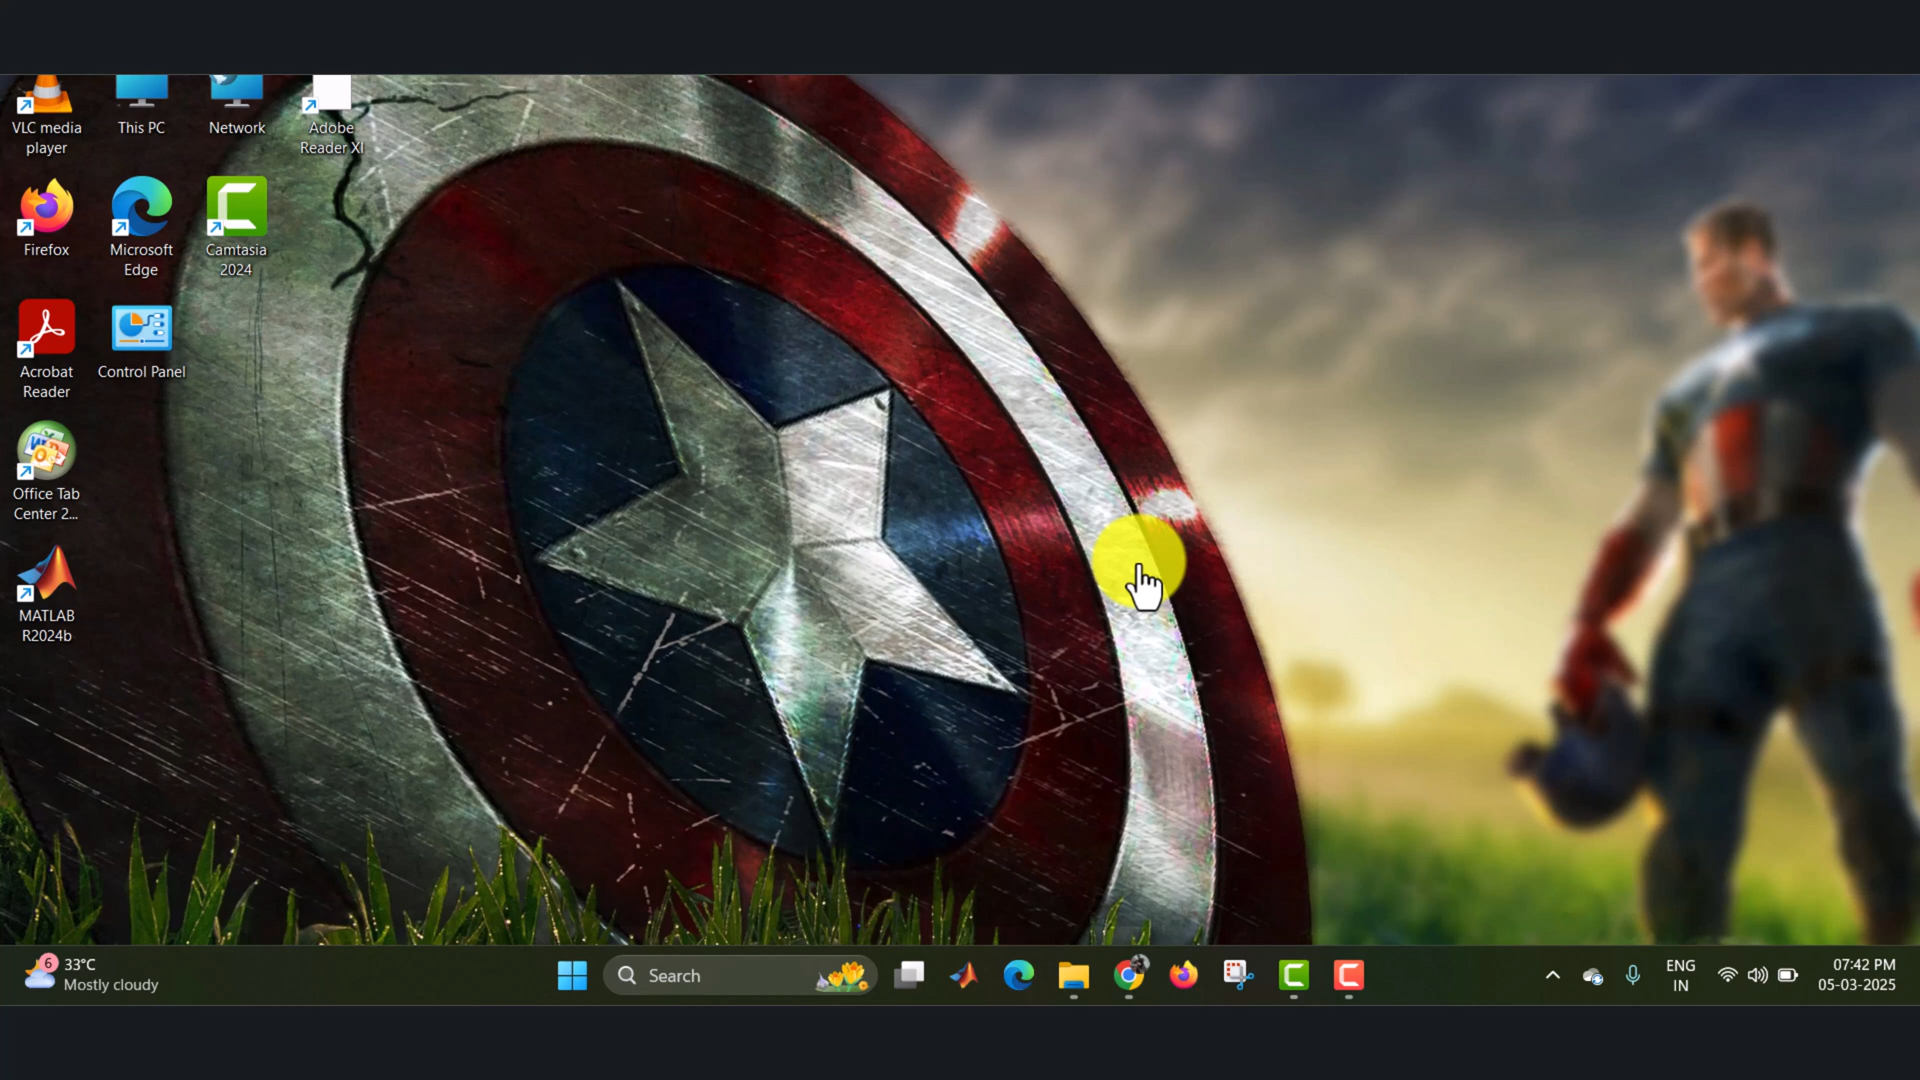 VLC media
player
This PC
Network
Adobe
Reader XI
Firefox
Microsoft
Edge
Camtasia
2024
Acrobat
Reader
Control Panel
Office Tab
Center 2...
MATLAB
R2024b
6
33°C
Mostly cloudy
Search
ENG
IN
07:42 PM
05-03-2025